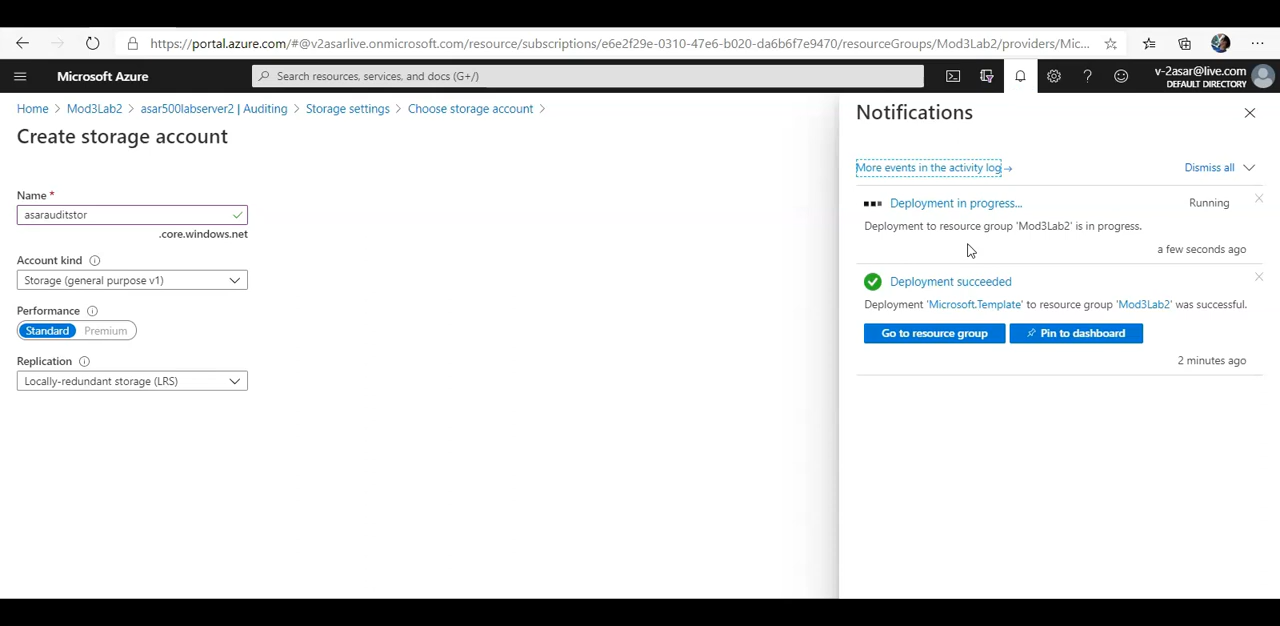 https://portal.azure.com/#@v2asarlive.onmicrosoft.com/resource/subscriptions/e6e2f29e-0310-47e6-b020-da6b6f7e9470/resourceGroups/Mod3Lab2/providers/Mic...
Microsoft Azure
Search resources, services, and docs (G+/)
v-2asar@live.com
DEFAULT DIRECTORY
Home > Mod3Lab2 > asar500labserver2 | Auditing > Storage settings > Choose storage account >
Create storage account
Name *
asarauditstor
.core.windows.net
Account kind
Storage (general purpose v1)
Performance
Standard Premium
Replication
Locally-redundant storage (LRS)
Notifications
More events in the activity log →
Dismiss all
Deployment in progress...
Running
Deployment to resource group 'Mod3Lab2' is in progress.
a few seconds ago
Deployment succeeded
Deployment 'Microsoft.Template' to resource group 'Mod3Lab2' was successful.
Go to resource group
Pin to dashboard
2 minutes ago